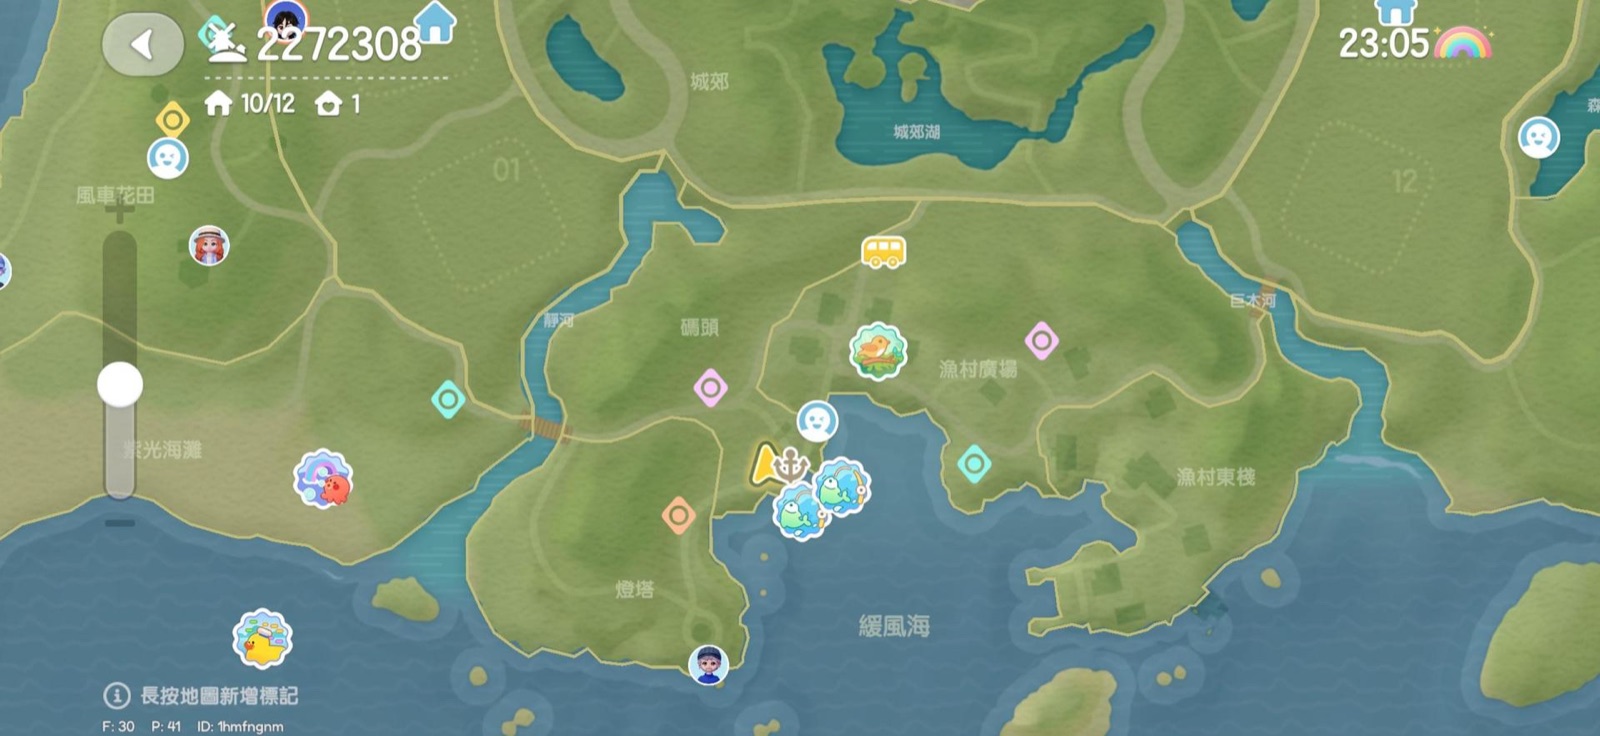 2272308
23:05
10/12 1
城郊
城郊湖
01
12
風車花田
巨木河
靜河
碼頭
漁村廣場
紫光海灘
漁村東棧
燈塔
緩風海
長按地圖新增標記
F: 30 P: 41 ID: 1hmfngnm
森